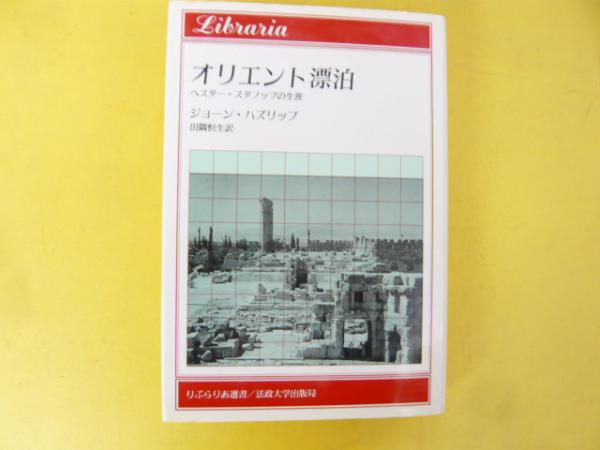 Libraria
オリエント漂泊
ヘスター・スタノップの生涯
ジョーン・ハズリップ
田隅恒生訳
りぶらりあ選書/法政大学出版局